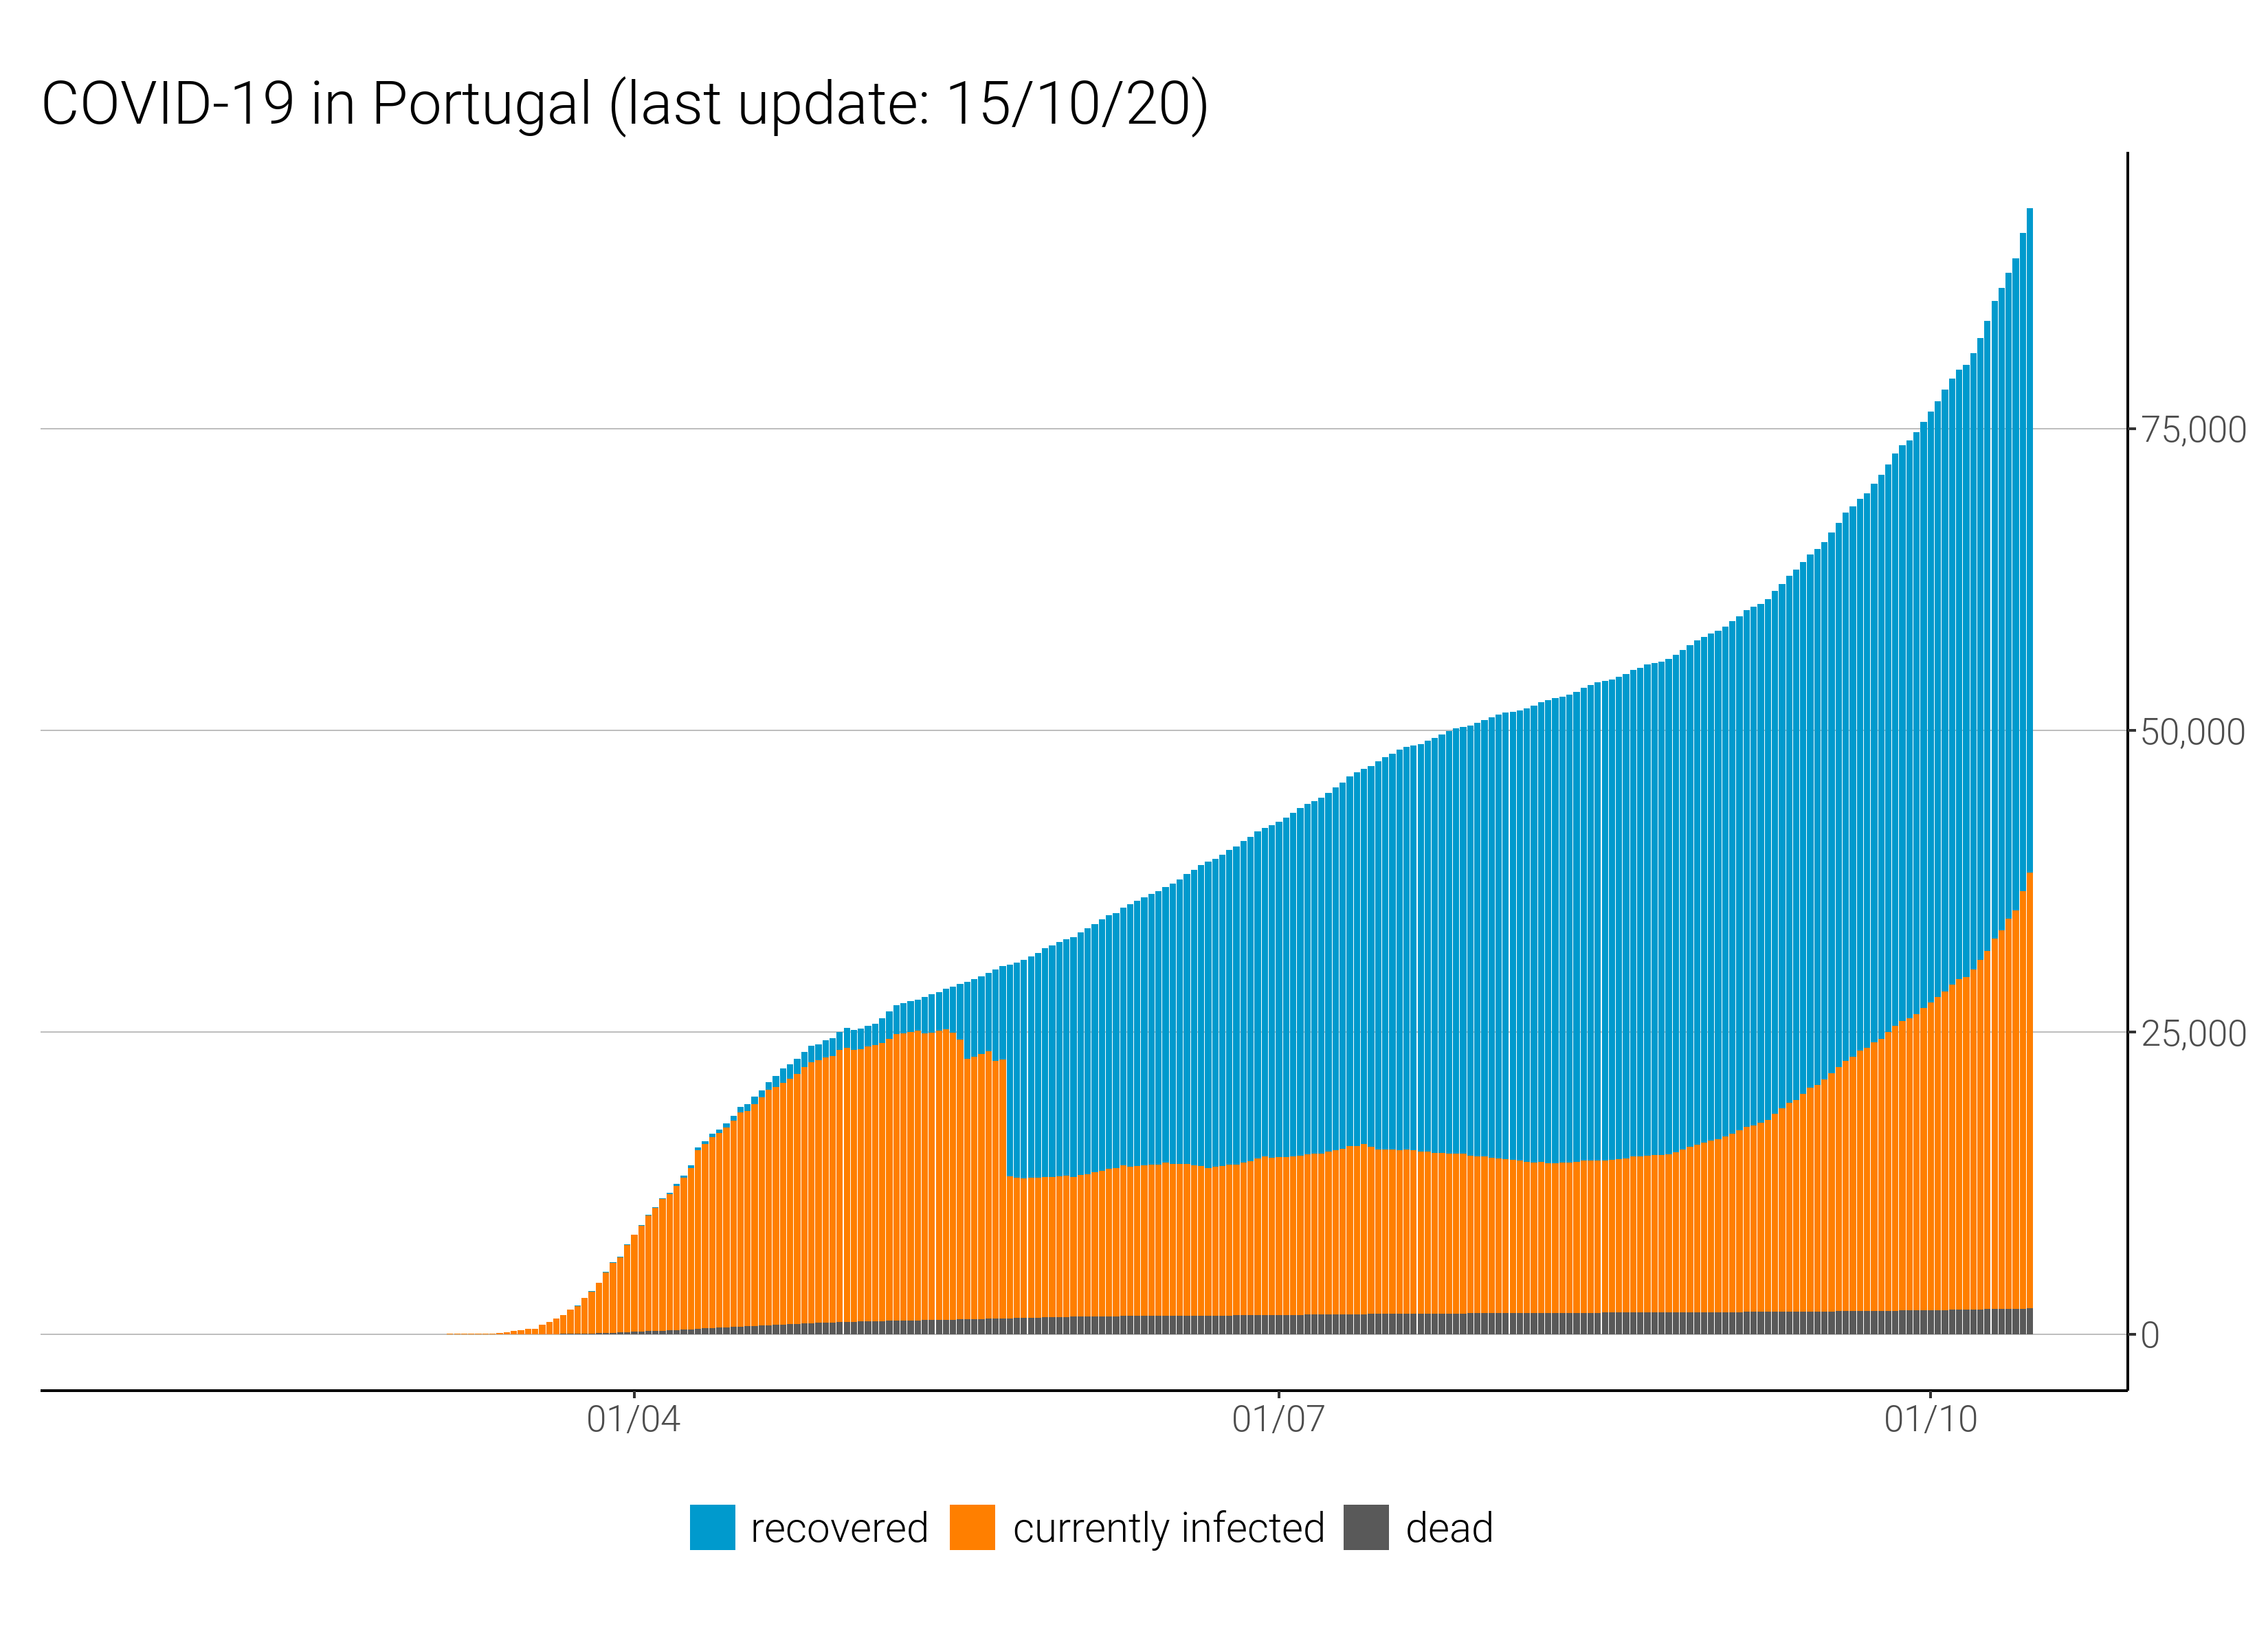 COVID-19 in Portugal (last update: 15/10/20)
75,000
50,000
25,000
0
01/04 01/07 01/10
recovered currently infected dead